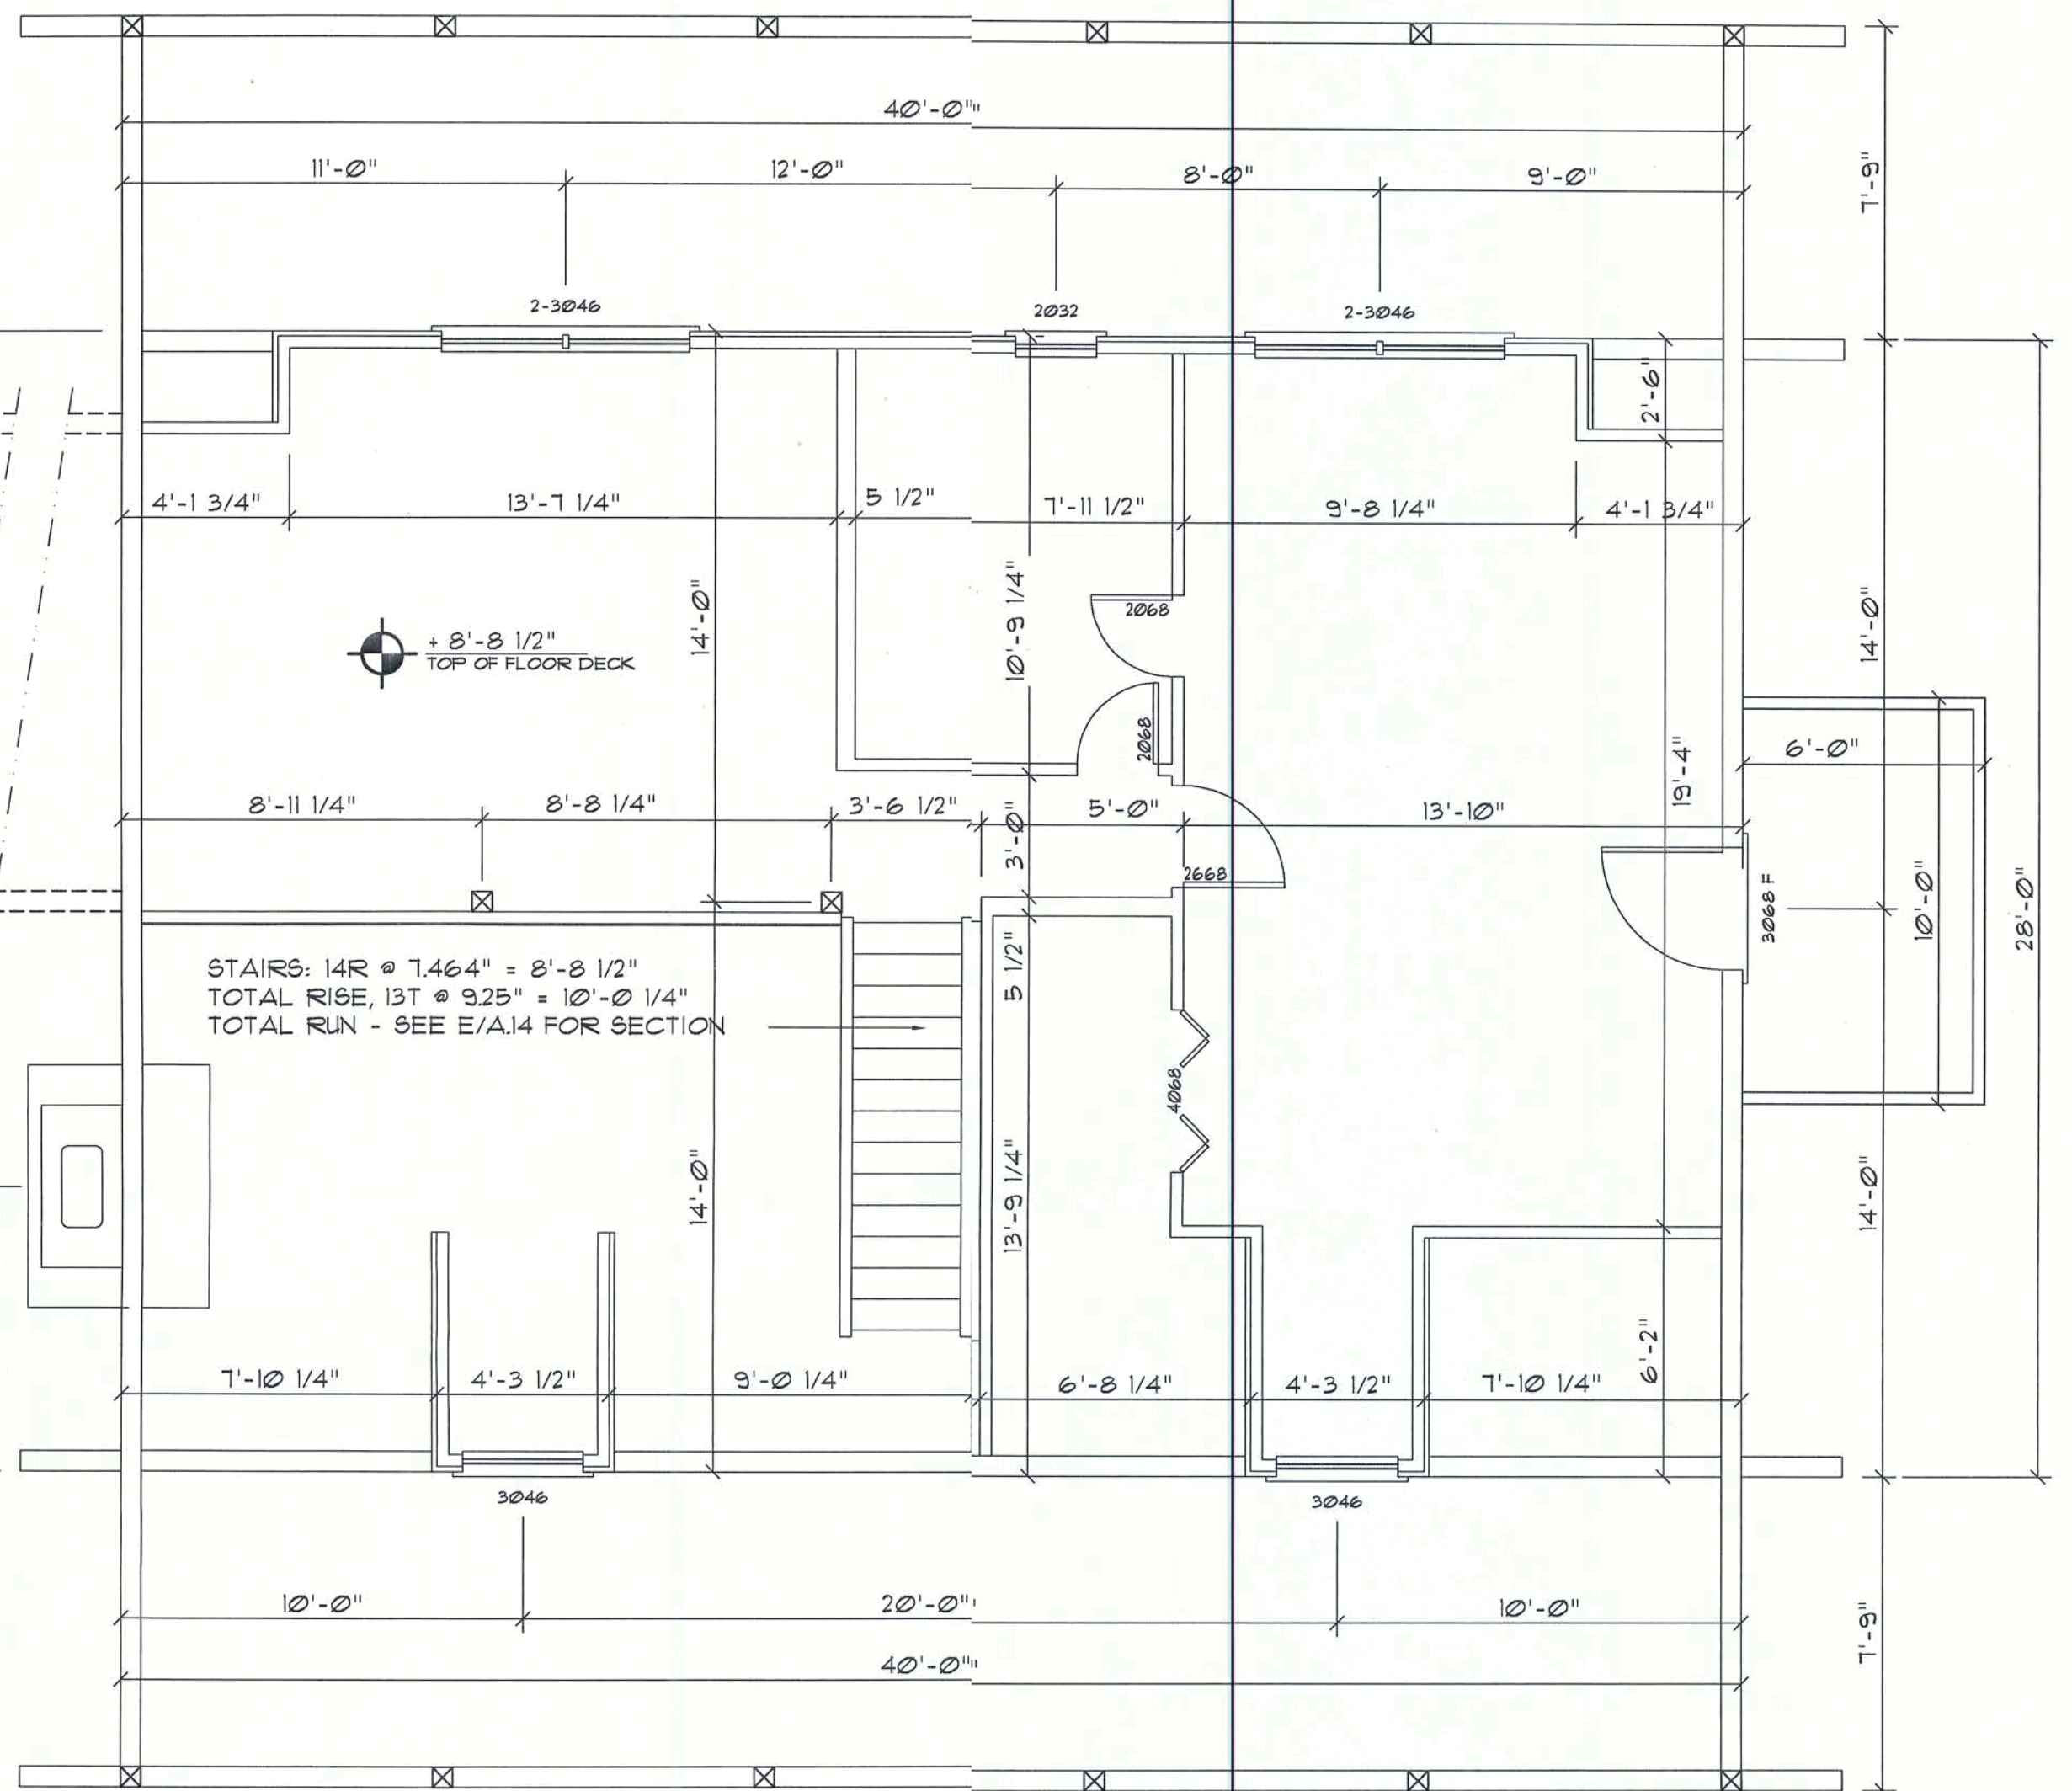 40'-0"
11'-0" 12'-0" 8'-0" 9'-0"
7'-9"
2-3046 2032 2-3046
2'-6"
4'-1 3/4" 13'-7 1/4" 5 1/2" 7'-11 1/2" 9'-8 1/4" 4'-1 3/4"
14'-0"
10'-9 1/4"
2068
14'-0"
+ 8'-8 1/2"
TOP OF FLOOR DECK
2068
19'-4"
6'-0"
8'-11 1/4" 8'-8 1/4" 3'-6 1/2" 3'-0" 5'-0" 13'-10"
2668
3068 F
10'-0"
28'-0"
STAIRS: 14R @ 7.464" = 8'-8 1/2"
TOTAL RISE, 13T @ 9.25" = 10'-0 1/4"
TOTAL RUN - SEE E/A.14 FOR SECTION
5 1/2"
4068
14'-0"
13'-9 1/4"
14'-0"
6'-2"
7'-10 1/4" 4'-3 1/2" 9'-0 1/4" 6'-8 1/4" 4'-3 1/2" 7'-10 1/4"
3046 3046
10'-0" 20'-0" 10'-0"
7'-9"
40'-0"